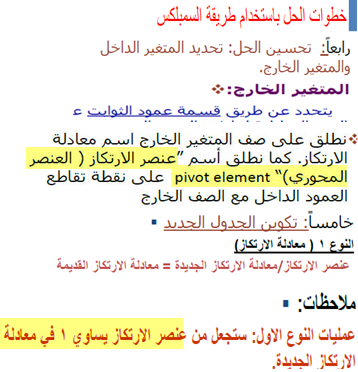 خطوات الحل باستخدام طريقة السمبلكس
رابعاً: تحسين الحل: تحديد المتغير الداخل
والمتغير الخارج.
❖المتغير الخارج:
يتحدد عن طريق قسمة عمود الثوابت ع
❖نطلق على صف المتغير الخارج اسم معادلة
الارتكاز. كما نطلق أسم "عنصر الارتكاز ( العنصر
المحوري)" pivot element على نقطة تقاطع
العمود الداخل مع الصف الخارج
خامساً: تكوين الجدول الجديد ▪
النوع ١ ( معادلة الارتكاز)
عنصر الارتكاز/معادلة الارتكاز الجديدة = معادلة الارتكاز القديمة
ملاحظات: ▪
عمليات النوع الاول: ستجعل من عنصر الارتكاز يساوي ١ في معادلة
الارتكاز الجديدة.